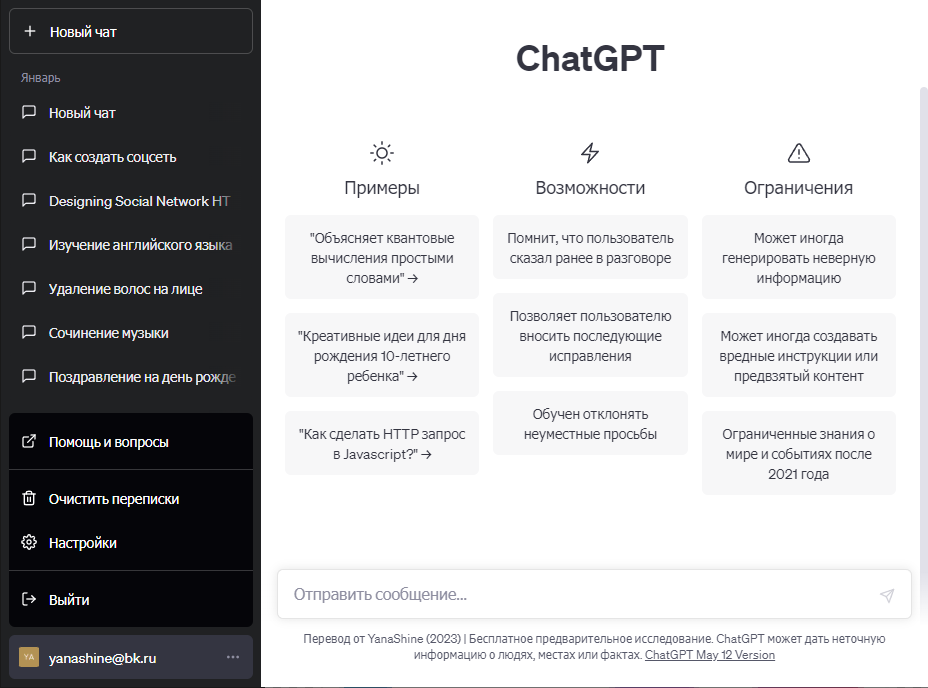 Новый чат
Январь
Новый чат
Как создать соцсеть
Designing Social Network HT
Изучение английского языка
Удаление волос на лице
Сочинение музыки
Поздравление на день рожде
Помощь и вопросы
Очистить переписки
Настройки
Выйти
YA
yanashine@bk.ru
ChatGPT
Примеры
"Объясняет квантовые
вычисления простыми
словами" →
"Креативные идеи для дня
рождения 10-летнего
ребенка" →
"Как сделать HTTP запрос
в Javascript?" →
Возможности
Помнит, что пользователь
сказал ранее в разговоре
Позволяет пользователю
вносить последующие
исправления
Обучен отклонять
неуместные просьбы
Ограничения
Может иногда
генерировать неверную
информацию
Может иногда создавать
вредные инструкции или
предвзятый контент
Ограниченные знания о
мире и событиях после
2021 года
Отправить сообщение...
Перевод от YanaShine (2023) | Бесплатное предварительное исследование. ChatGPT может дать неточную
информацию о людях, местах или фактах. ChatGPT May 12 Version